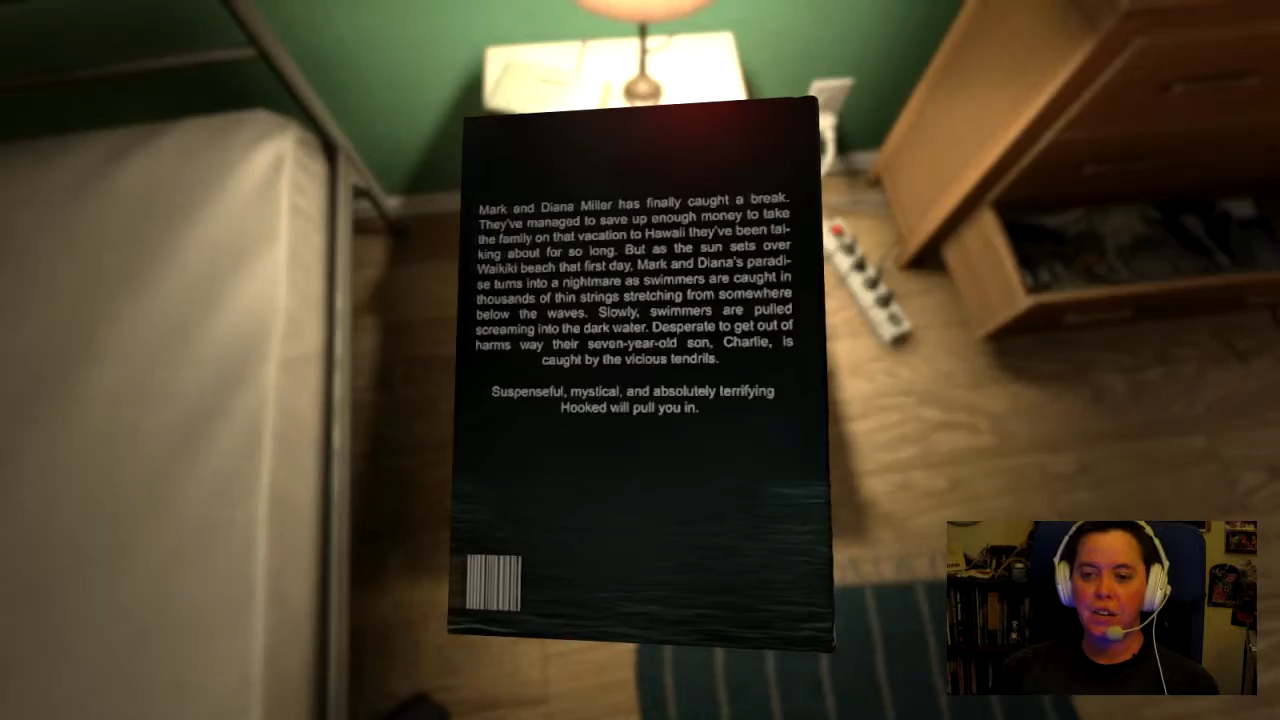 Mark and Diana Miller has finally caught a break.
They've managed to save up enough money to take
the family on that vacation to Hawaii they've been tal-
king about for so long. But as the sun sets over
Waikiki beach that first day, Mark and Diana's paradi-
se turns into a nightmare as swimmers are caught in
thousands of thin strings stretching from somewhere
below the waves. Slowly, swimmers are pulled
screaming into the dark water. Desperate to get out of
harms way their seven-year-old son, Charlie, is
caught by the vicious tendrils.
Suspenseful, mystical, and absolutely terrifying
Hooked will pull you in.